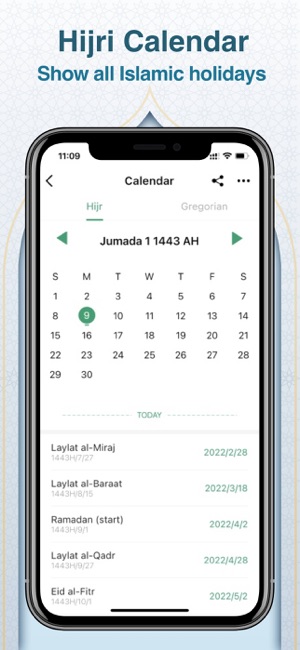 Hijri Calendar
Show all Islamic holidays
11:09
Calendar
Hijr Gregorian
Jumada 1 1443 AH
S M T W T F S
1 2 3 4 5 6 7
8 9 10 11 12 13 14
15 16 17 18 19 20 21
22 23 24 25 26 27 28
29 30
TODAY
Laylat al-Miraj
1443H/7/27 2022/2/28
Laylat al-Baraat
1443H/8/15 2022/3/18
Ramadan (start)
1443H/9/1 2022/4/2
Laylat al-Qadr
1443H/9/27 2022/4/28
Eid al-Fitr
1443H/10/1 2022/5/2